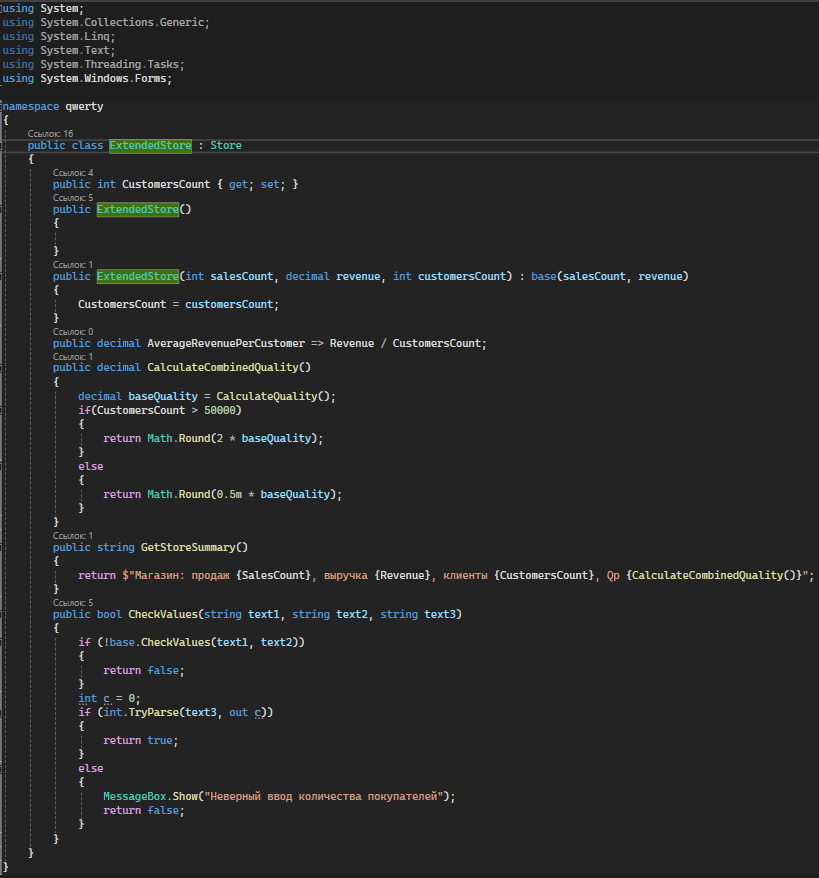 using System;
using System.Collections.Generic;
using System.Linq;
using System.Text;
using System.Threading.Tasks;
using System.Windows.Forms;
namespace qwerty
{
Ссылок: 16
public class ExtendedStore : Store
{
Ссылок: 4
public int CustomersCount { get; set; }
Ссылок: 5
public ExtendedStore()
{
}
Ссылок: 1
public ExtendedStore(int salesCount, decimal revenue, int customersCount) : base(salesCount, revenue)
{
CustomersCount = customersCount;
}
Ссылок: 0
public decimal AverageRevenuePerCustomer => Revenue / CustomersCount;
Ссылок: 1
public decimal CalculateCombinedQuality()
{
decimal baseQuality = CalculateQuality();
if(CustomersCount > 50000)
{
return Math.Round(2 * baseQuality);
}
else
{
return Math.Round(0.5m * baseQuality);
}
}
Ссылок: 1
public string GetStoreSummary()
{
return $"Магазин: продаж {SalesCount}, выручка {Revenue}, клиенты {CustomersCount}, Qp {CalculateCombinedQuality()}";
}
Ссылок: 5
public bool CheckValues(string text1, string text2, string text3)
{
if (!base.CheckValues(text1, text2))
{
return false;
}
int c = 0;
if (int.TryParse(text3, out c))
{
return true;
}
else
{
MessageBox.Show("Неверный ввод количества покупателей");
return false;
}
}
}
}